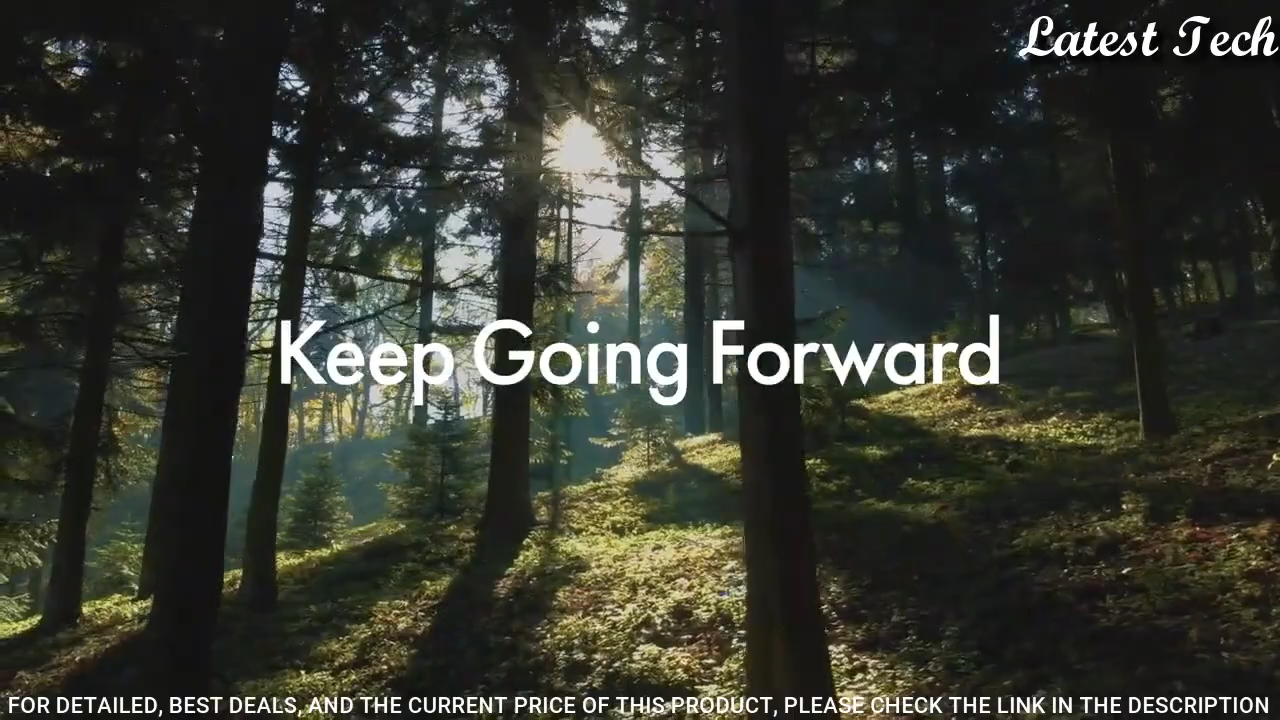 Latest Tech
Keep Going Forward
FOR DETAILED, BEST DEALS, AND THE CURRENT PRICE OF THIS PRODUCT, PLEASE CHECK THE LINK IN THE DESCRIPTION